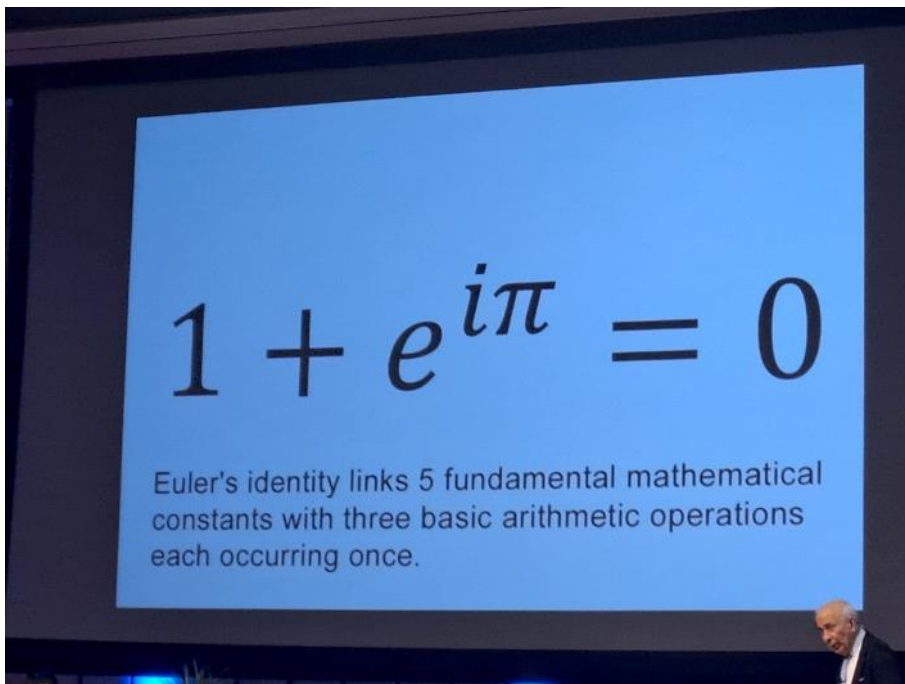 1 + e^{iπ} = 0
Euler's identity links 5 fundamental mathematical
constants with three basic arithmetic operations
each occurring once.